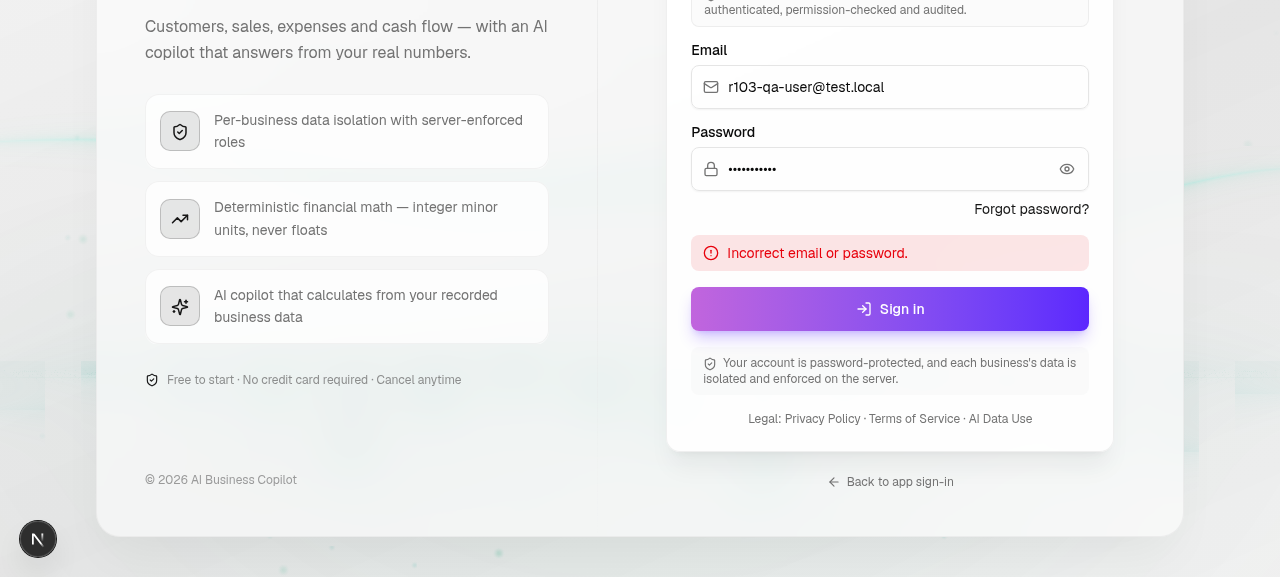 Customers, sales, expenses and cash flow — with an AI
copilot that answers from your real numbers.
Per-business data isolation with server-enforced
roles
Deterministic financial math — integer minor
units, never floats
AI copilot that calculates from your recorded
business data
Free to start · No credit card required · Cancel anytime
© 2026 AI Business Copilot
authenticated, permission-checked and audited.
Email
r103-qa-user@test.local
Password
•••••••••••
Forgot password?
Incorrect email or password.
Sign in
Your account is password-protected, and each business's data is
isolated and enforced on the server.
Legal: Privacy Policy · Terms of Service · AI Data Use
Back to app sign-in
N